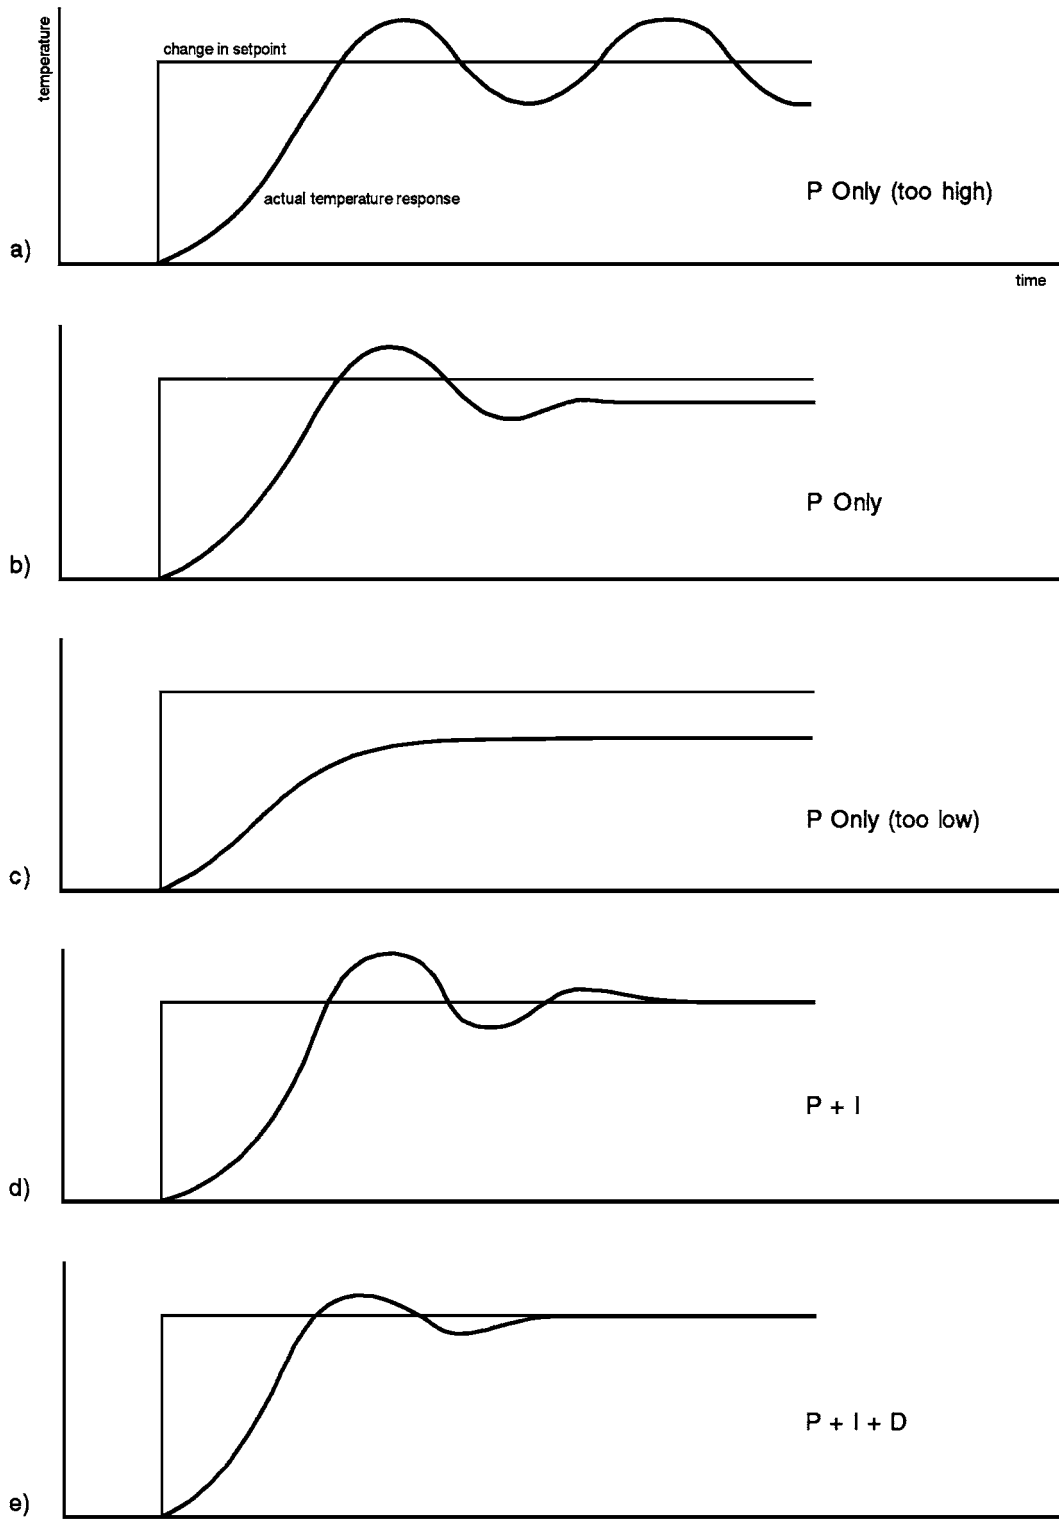 temperature
change in setpoint
actual temperature response
P Only (too high)
a)
time
P Only
b)
P Only (too low)
c)
P + I
d)
P + I + D
e)